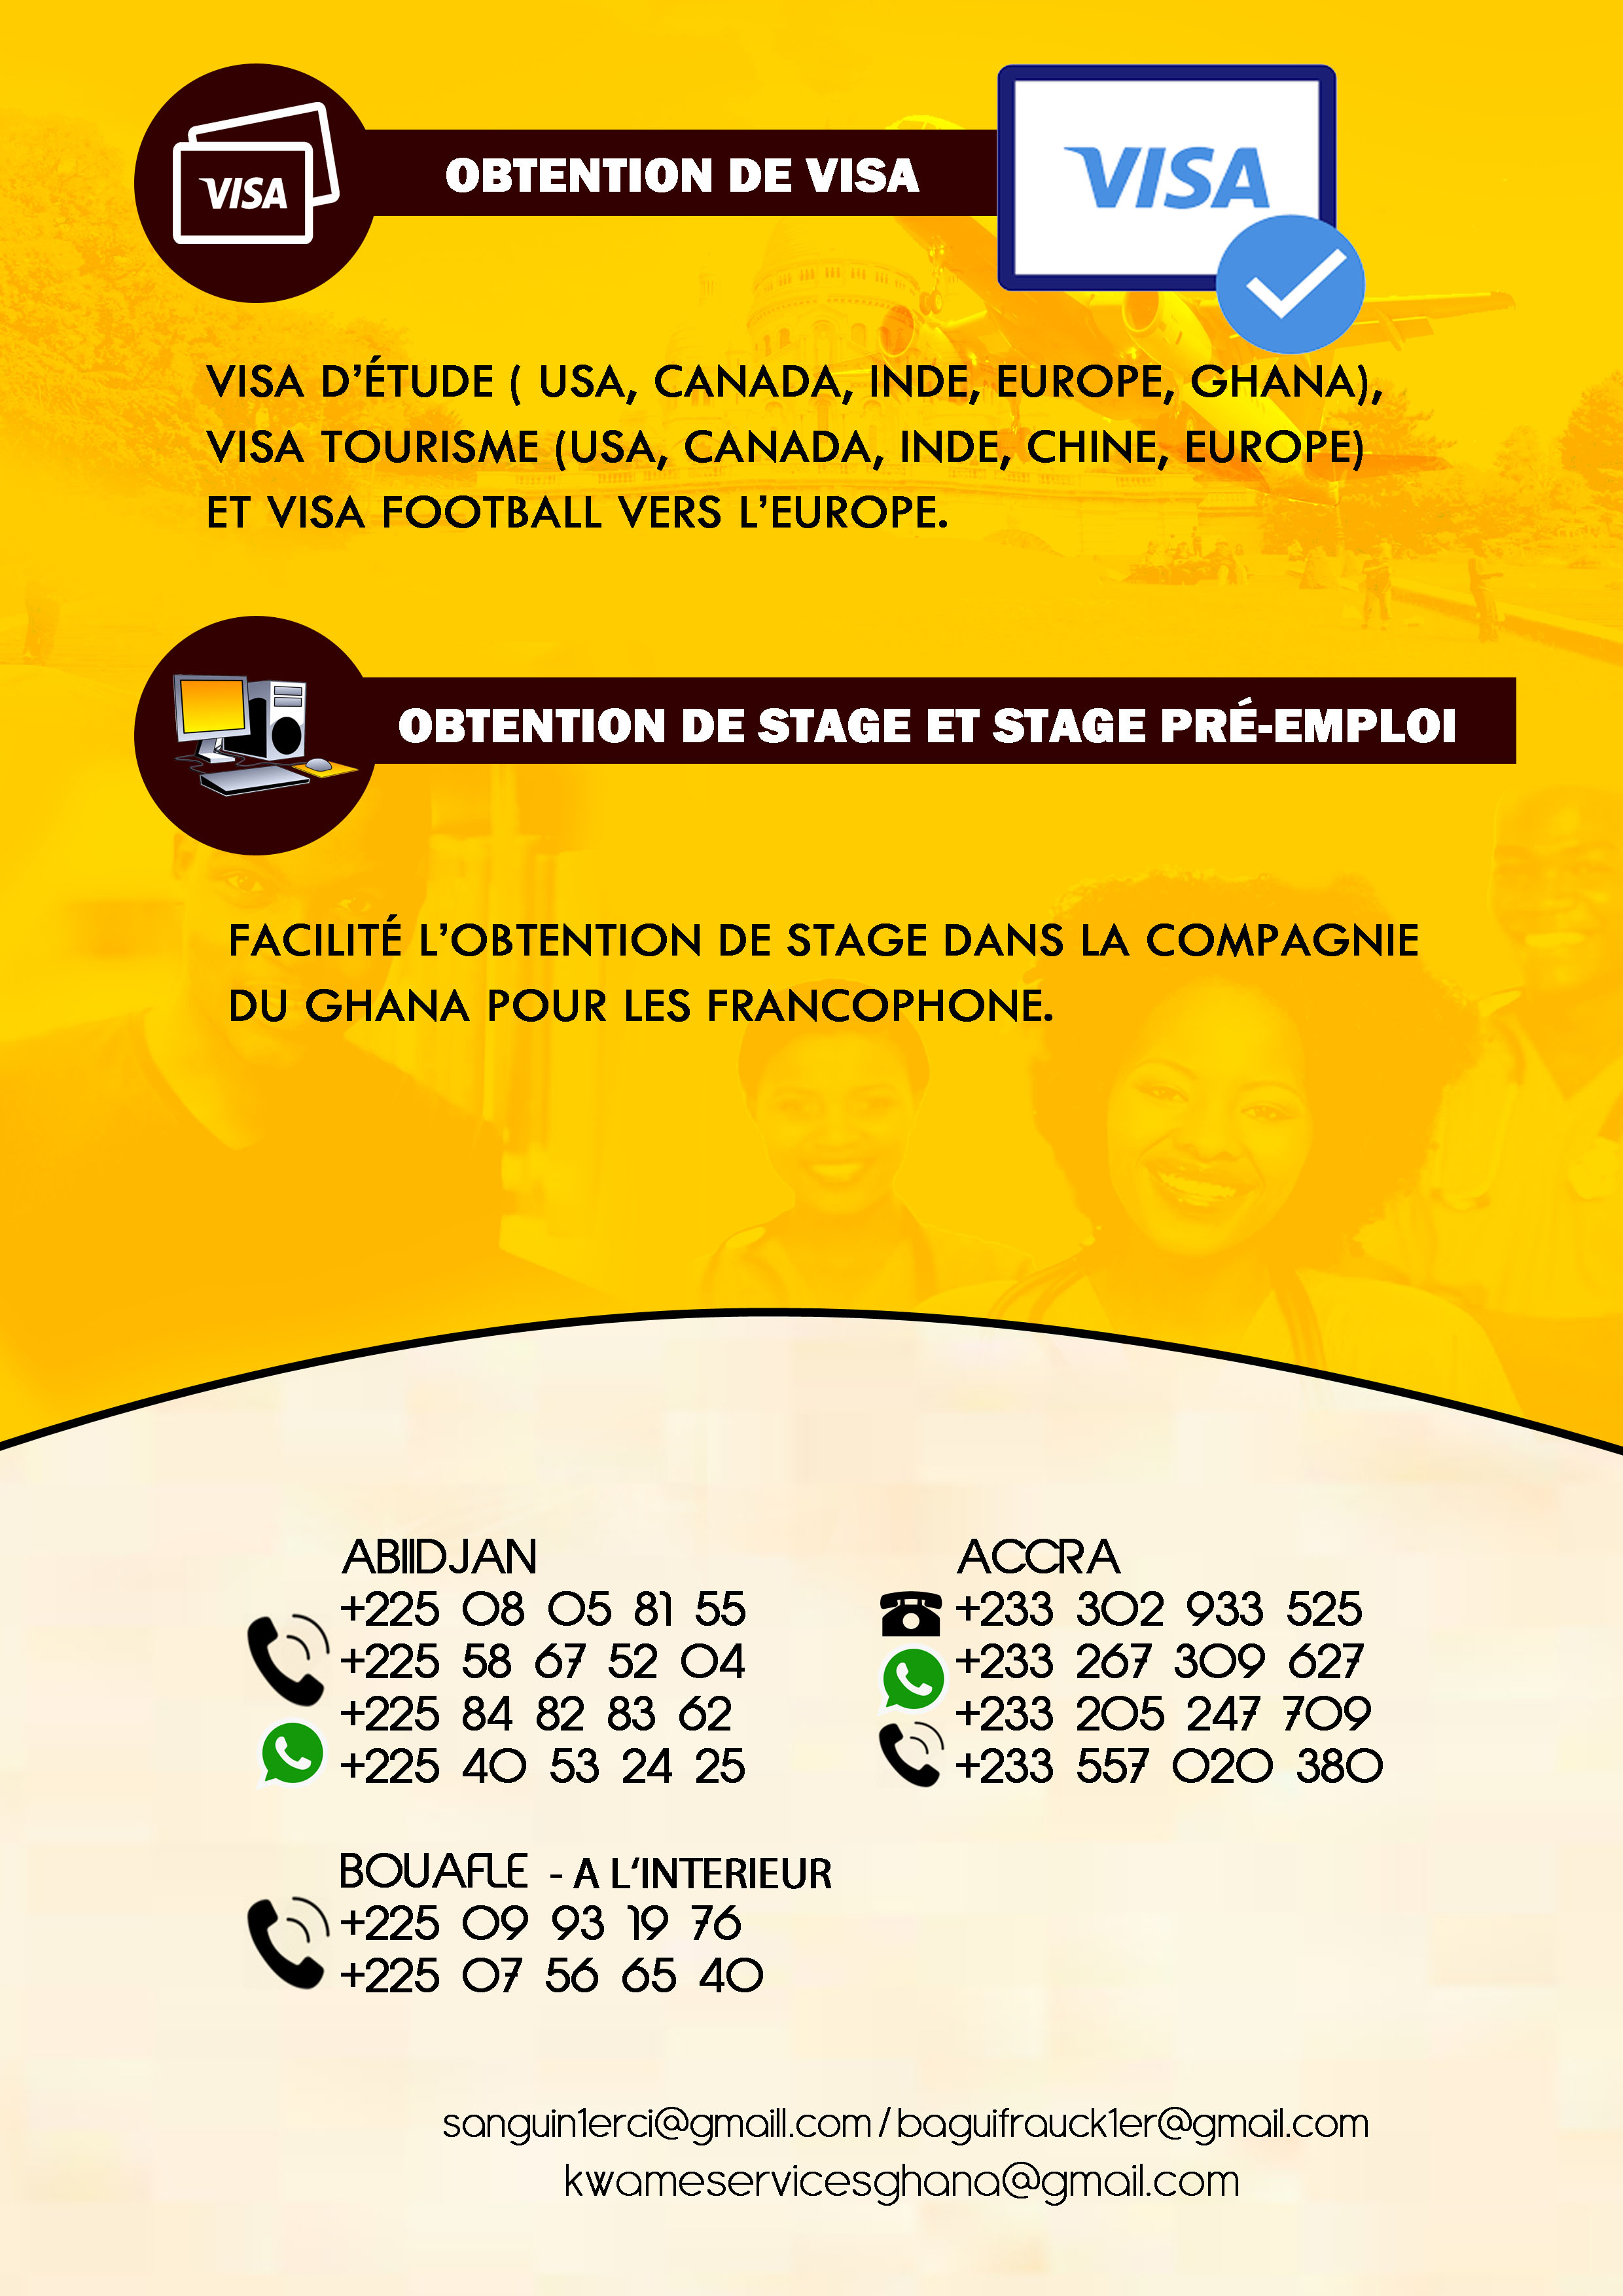 VISA
OBTENTION DE VISA
VISA
VISA D'ÉTUDE ( USA, CANADA, INDE, EUROPE, GHANA),
VISA TOURISME (USA, CANADA, INDE, CHINE, EUROPE)
ET VISA FOOTBALL VERS L'EUROPE.
OBTENTION DE STAGE ET STAGE PRÉ-EMPLOI
FACILITÉ L'OBTENTION DE STAGE DANS LA COMPAGNIE
DU GHANA POUR LES FRANCOPHONE.
ABIIDJAN
+225 08 05 81 55
+225 58 67 52 04
+225 84 82 83 62
+225 40 53 24 25
ACCRA
+233 302 933 525
+233 267 309 627
+233 205 247 709
+233 557 020 380
BOUAFLE - A L'INTERIEUR
+225 09 93 19 76
+225 07 56 65 40
sanguin1erci@gmaill.com / baguifrauck1er@gmail.com
kwameservicesghana@gmail.com